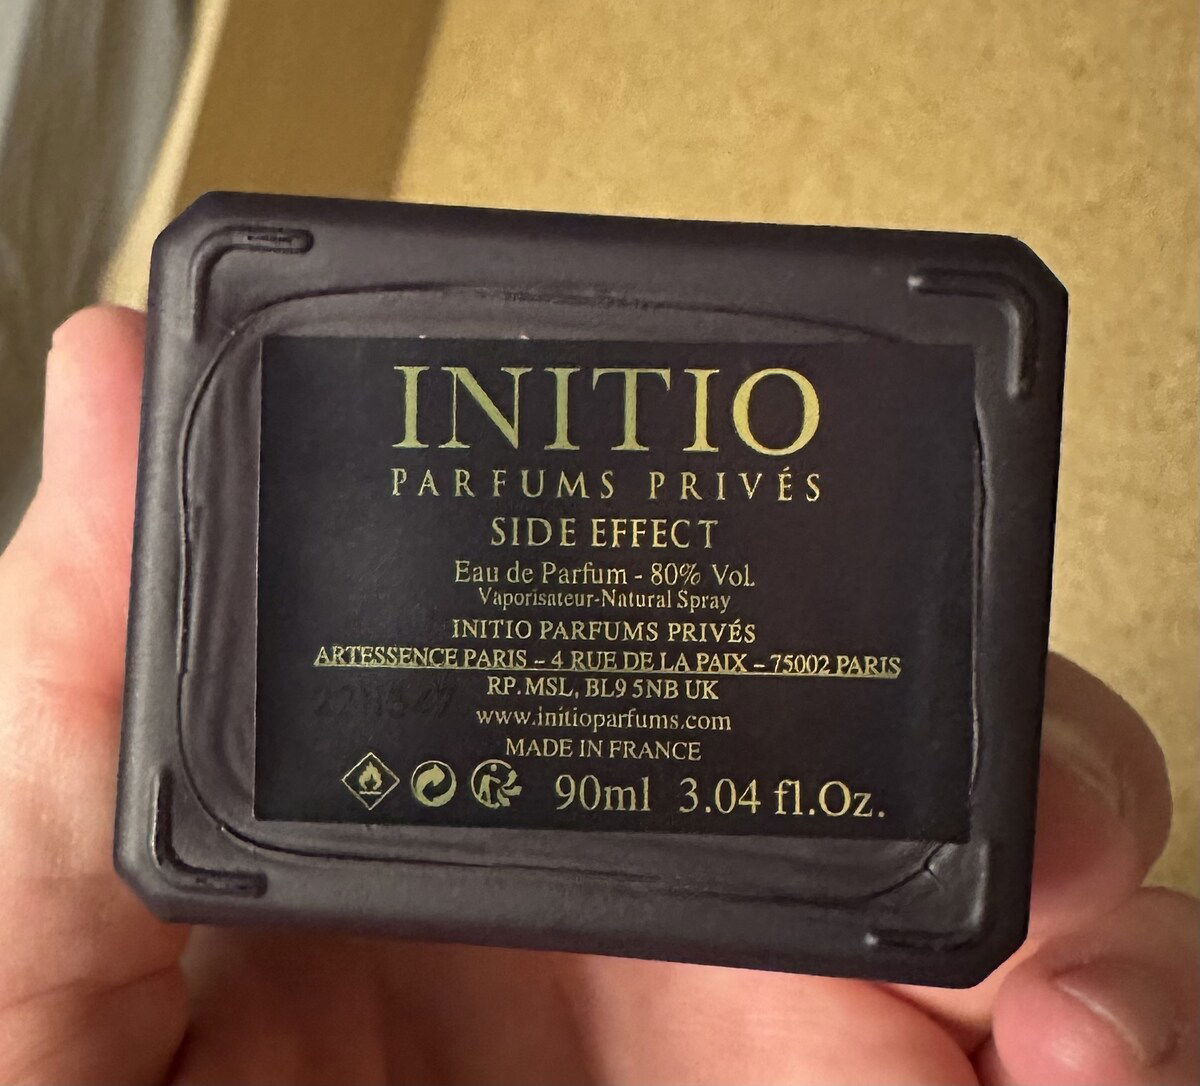 INITIO
PARFUMS PRIVÉS
SIDE EFFECT
Eau de Parfum - 80% Vol.
Vaporisateur-Natural Spray
INITIO PARFUMS PRIVÉS
ARTESSENCE PARIS – 4 RUE DE LA PAIX – 75002 PARIS
RP. MSL, BL9 5NB UK
www.initioparfums.com
MADE IN FRANCE
90ml 3.04 fl.Oz.